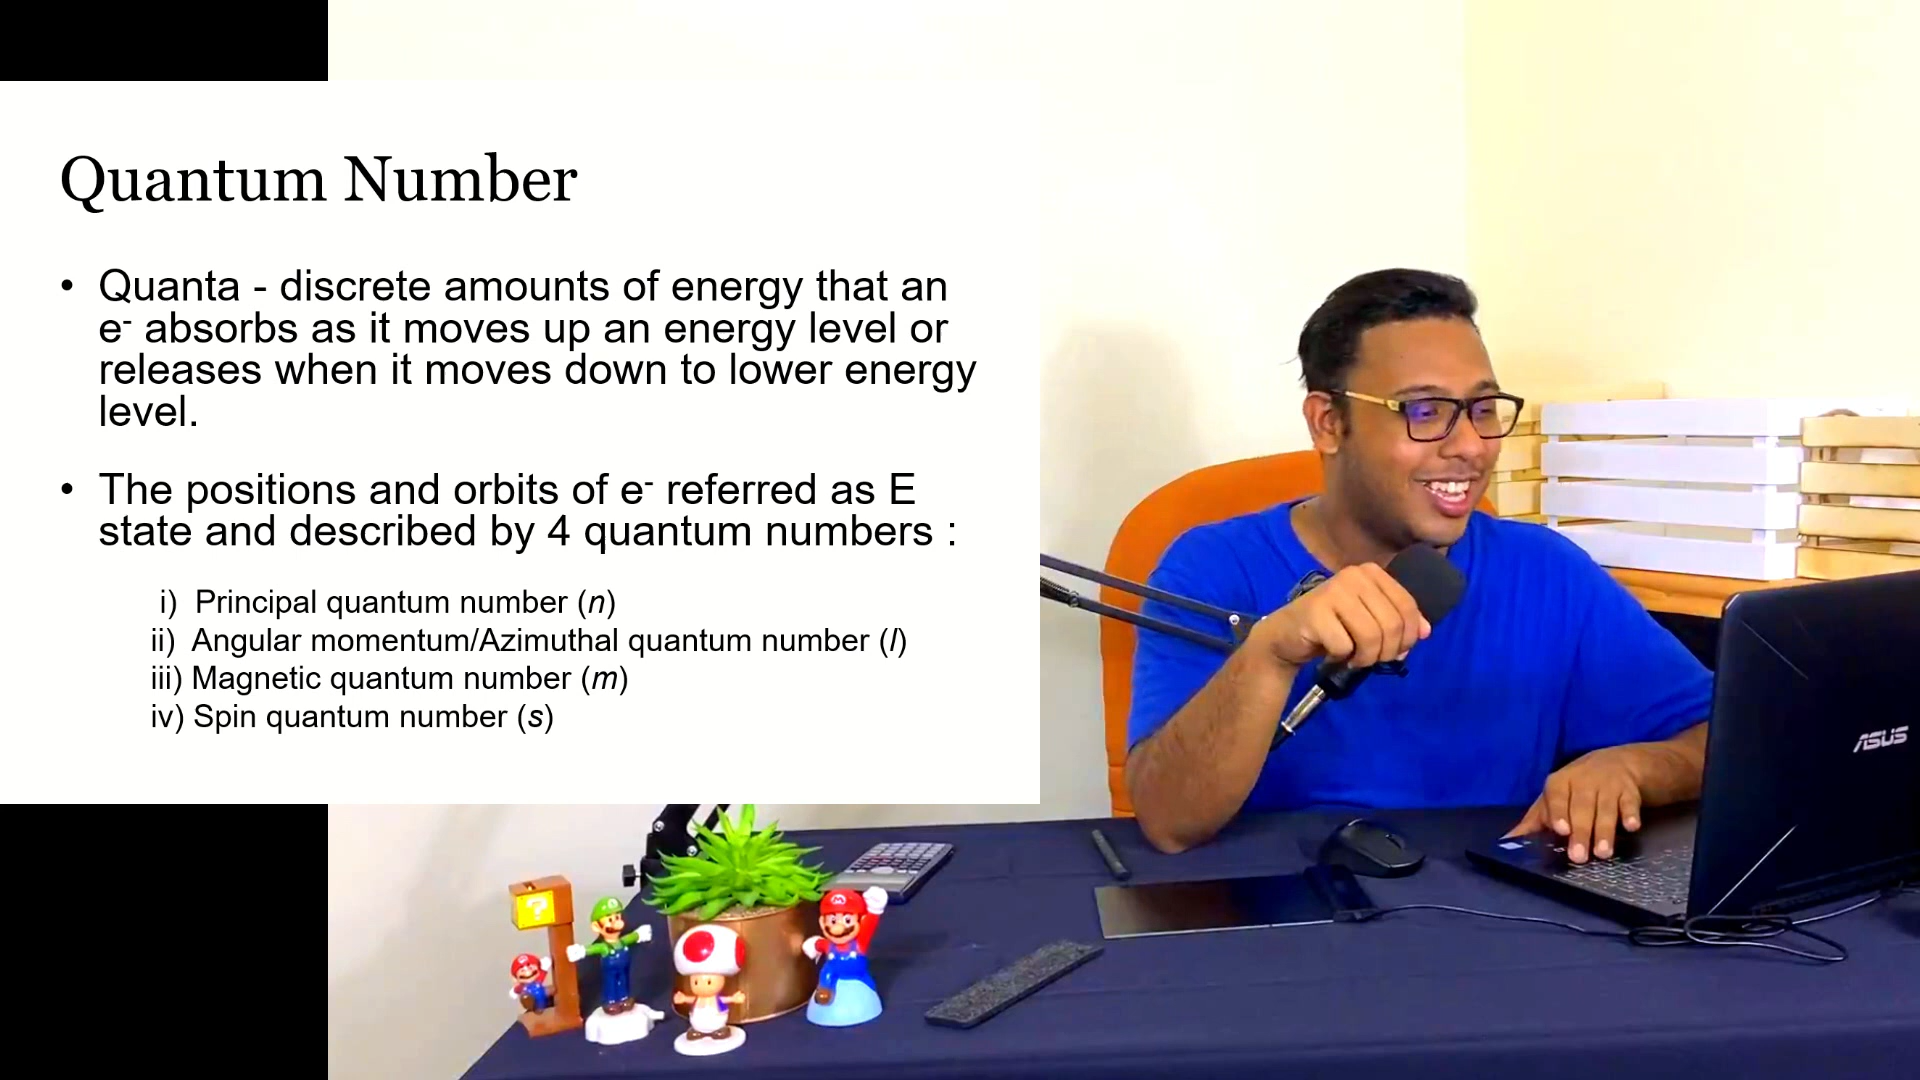 Quantum Number
• Quanta - discrete amounts of energy that an
e⁻ absorbs as it moves up an energy level or
releases when it moves down to lower energy
level.
• The positions and orbits of e⁻ referred as E
state and described by 4 quantum numbers :
i) Principal quantum number (n)
ii) Angular momentum/Azimuthal quantum number (l)
iii) Magnetic quantum number (m)
iv) Spin quantum number (s)
ASUS
?
M
L